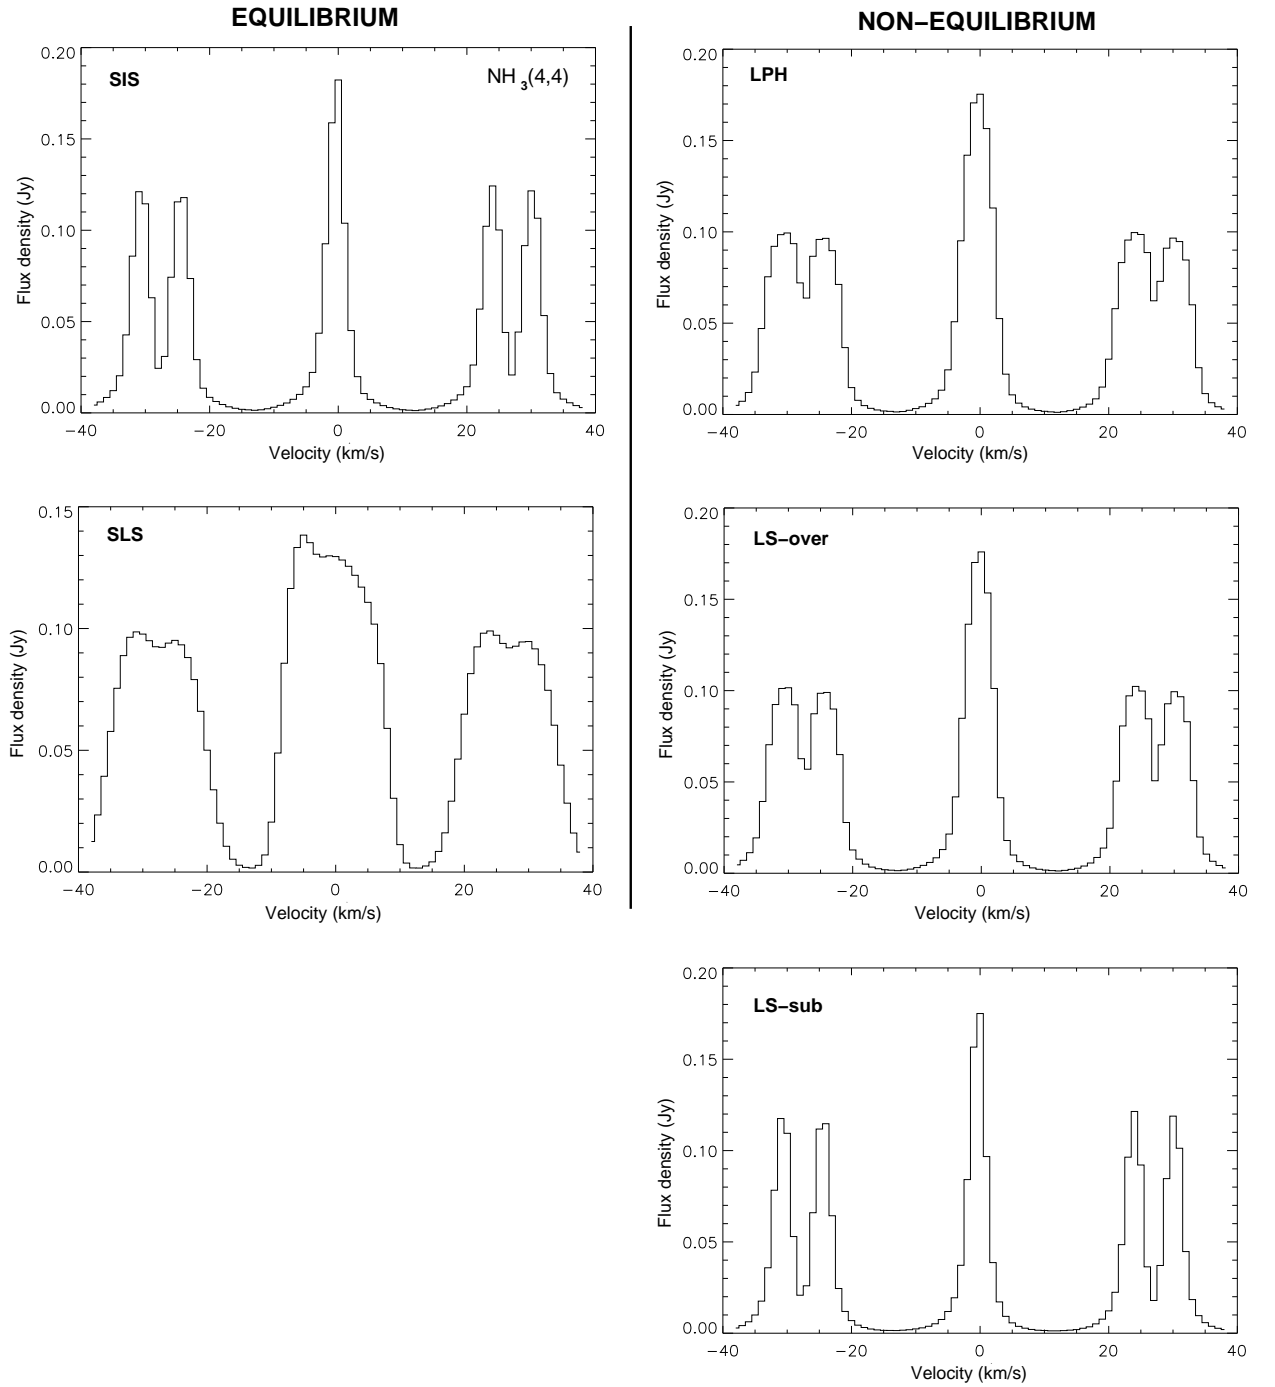 EQUILIBRIUM
NON−EQUILIBRIUM
SIS
NH3(4,4)
0.20
0.15
0.10
0.05
0.00
Flux density (Jy)
−40 −20 0 20 40
Velocity (km/s)
LPH
0.20
0.15
0.10
0.05
0.00
Flux density (Jy)
−40 −20 0 20 40
Velocity (km/s)
SLS
0.15
0.10
0.05
0.00
Flux density (Jy)
−40 −20 0 20 40
Velocity (km/s)
LS−over
0.20
0.15
0.10
0.05
0.00
Flux density (Jy)
−40 −20 0 20 40
Velocity (km/s)
LS−sub
0.20
0.15
0.10
0.05
0.00
Flux density (Jy)
−40 −20 0 20 40
Velocity (km/s)